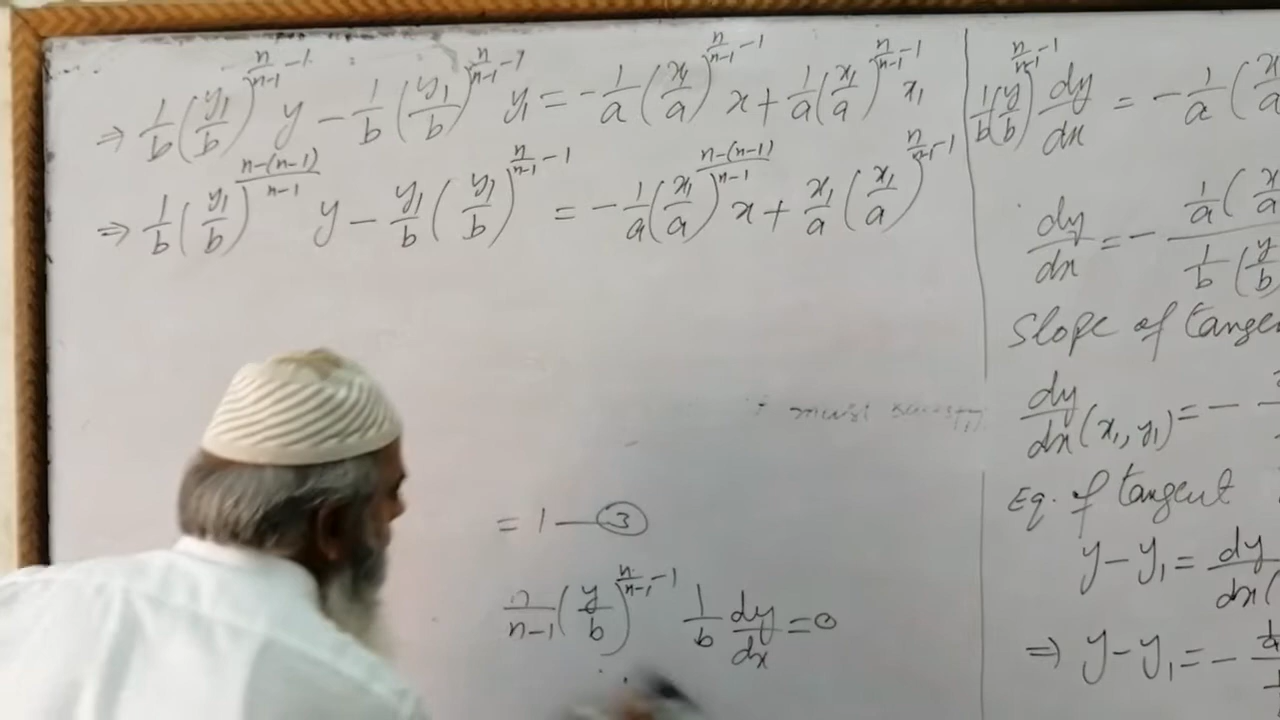 ⇒ 1/b (y₁/b)^(n/(n-1) - 1) y - 1/b (y₁/b)^(n/(n-1) - 1) y₁ = - 1/a (x₁/a)^(n/(n-1) - 1) x + 1/a (x₁/a)^(n/(n-1) - 1) x₁
⇒ 1/b (y₁/b)^((n-(n-1))/(n-1)) y - y₁/b (y₁/b)^(n/(n-1) - 1) = - 1/a (x₁/a)^((n-(n-1))/(n-1)) x + x₁/a (x₁/a)^(n/(n-1) - 1)
must
= 1 — ③
n/(n-1) (y/b)^(n/(n-1) - 1) 1/b dy/dx = 0
1/b (y/b)^(n/(n-1) - 1) dy/dx = - 1/a (x/a
dy/dx = - 1/a (x/a / 1/b (y/b
Slope of tange
dy/dx (x₁, y₁) = -
Eq. of tangent
y - y₁ = dy/dx (
⇒ y - y₁ = -